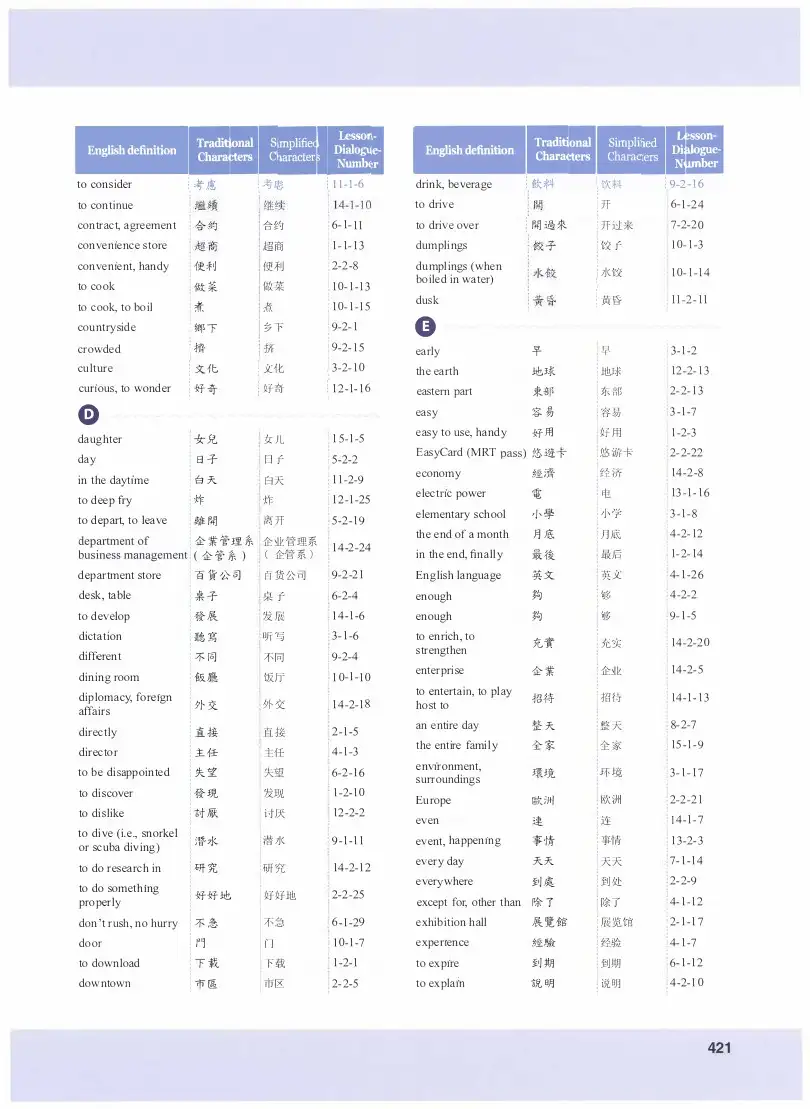 English definition Traditional Characters Simplified Characters Lesson-Dialogue-Number
to consider 考慮 考虑 11-1-6
to continue 繼續 继续 14-1-10
contract, agreement 合約 合约 6-1-11
convenience store 超商 超商 1-1-13
convenient, handy 便利 便利 2-2-8
to cook 做菜 做菜 10-1-13
to cook, to boil 煮 煮 10-1-15
countryside 鄉下 乡下 9-2-1
crowded 擠 挤 9-2-15
culture 文化 文化 3-2-10
curious, to wonder 好奇 好奇 12-1-16
D
daughter 女兒 女儿 15-1-5
day 日子 日子 5-2-2
in the daytime 白天 白天 11-2-9
to deep fry 炸 炸 12-1-25
to depart, to leave 離開 离开 5-2-19
department of 企業管理系 企业管理系
business management (企管系) (企管系) 14-2-24
department store 百貨公司 百货公司 9-2-21
desk, table 桌子 桌子 6-2-4
to develop 發展 发展 14-1-6
dictation 聽寫 听写 3-1-6
different 不同 不同 9-2-4
dining room 飯廳 饭厅 10-1-10
diplomacy, foreign
affairs 外交 外交 14-2-18
directly 直接 直接 2-1-5
director 主任 主任 4-1-3
to be disappointed 失望 失望 6-2-16
to discover 發現 发现 1-2-10
to dislike 討厭 讨厌 12-2-2
to dive (i.e., snorkel
or scuba diving) 潛水 潜水 9-1-11
to do research in 研究 研究 14-2-12
to do something
properly 好好地 好好地 2-2-25
don't rush, no hurry 不急 不急 6-1-29
door 門 门 10-1-7
to download 下載 下载 1-2-1
downtown 市區 市区 2-2-5
English definition Traditional Characters Simplified Characters Lesson-Dialogue-Number
drink, beverage 飲料 饮料 9-2-16
to drive 開 开 6-1-24
to drive over 開過來 开过来 7-2-20
dumplings 餃子 饺子 10-1-3
dumplings (when
boiled in water) 水餃 水饺 10-1-14
dusk 黃昏 黄昏 11-2-11
E
early 早 早 3-1-2
the earth 地球 地球 12-2-13
eastern part 東部 东部 2-2-13
easy 容易 容易 3-1-7
easy to use, handy 好用 好用 1-2-3
EasyCard (MRT pass) 悠遊卡 悠游卡 2-2-22
economy 經濟 经济 14-2-8
electric power 電 电 13-1-16
elementary school 小學 小学 3-1-8
the end of a month 月底 月底 4-2-12
in the end, finally 最後 最后 1-2-14
English language 英文 英文 4-1-26
enough 夠 够 4-2-2
enough 夠 够 9-1-5
to enrich, to
strengthen 充實 充实 14-2-20
enterprise 企業 企业 14-2-5
to entertain, to play
host to 招待 招待 14-1-13
an entire day 整天 整天 8-2-7
the entire family 全家 全家 15-1-9
environment,
surroundings 環境 环境 3-1-17
Europe 歐洲 欧洲 2-2-21
even 連 连 14-1-7
event, happening 事情 事情 13-2-3
every day 天天 天天 7-1-14
everywhere 到處 到处 2-2-9
except for, other than 除了 除了 4-1-12
exhibition hall 展覽館 展览馆 2-1-17
experience 經驗 经验 4-1-7
to expire 到期 到期 6-1-12
to explain 說明 说明 4-2-10
421